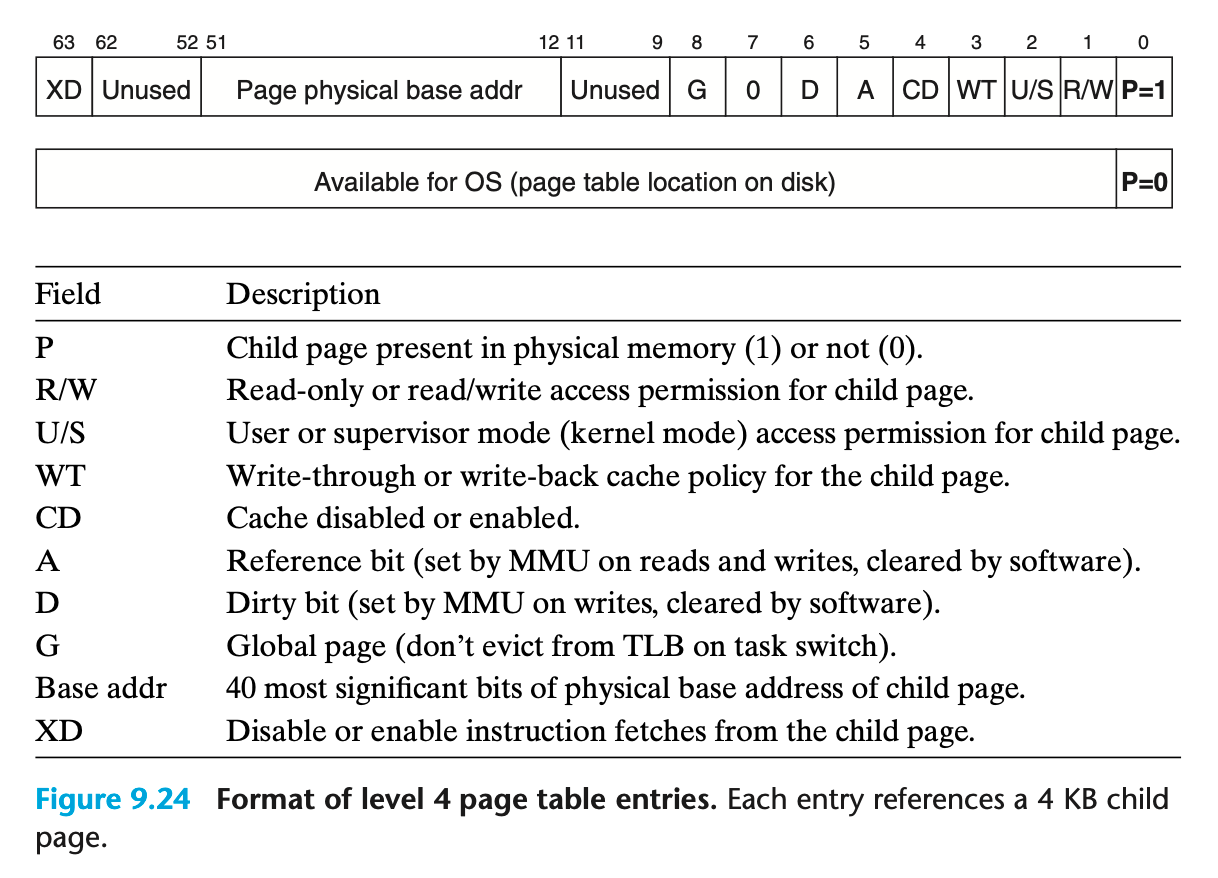 63 62 52 51 12 11 9 8 7 6 5 4 3 2 1 0
XD Unused Page physical base addr Unused G 0 D A CD WT U/S R/W P=1
Available for OS (page table location on disk) P=0
Field Description
P Child page present in physical memory (1) or not (0).
R/W Read-only or read/write access permission for child page.
U/S User or supervisor mode (kernel mode) access permission for child page.
WT Write-through or write-back cache policy for the child page.
CD Cache disabled or enabled.
A Reference bit (set by MMU on reads and writes, cleared by software).
D Dirty bit (set by MMU on writes, cleared by software).
G Global page (don’t evict from TLB on task switch).
Base addr 40 most significant bits of physical base address of child page.
XD Disable or enable instruction fetches from the child page.
Figure 9.24 Format of level 4 page table entries. Each entry references a 4 KB child
page.